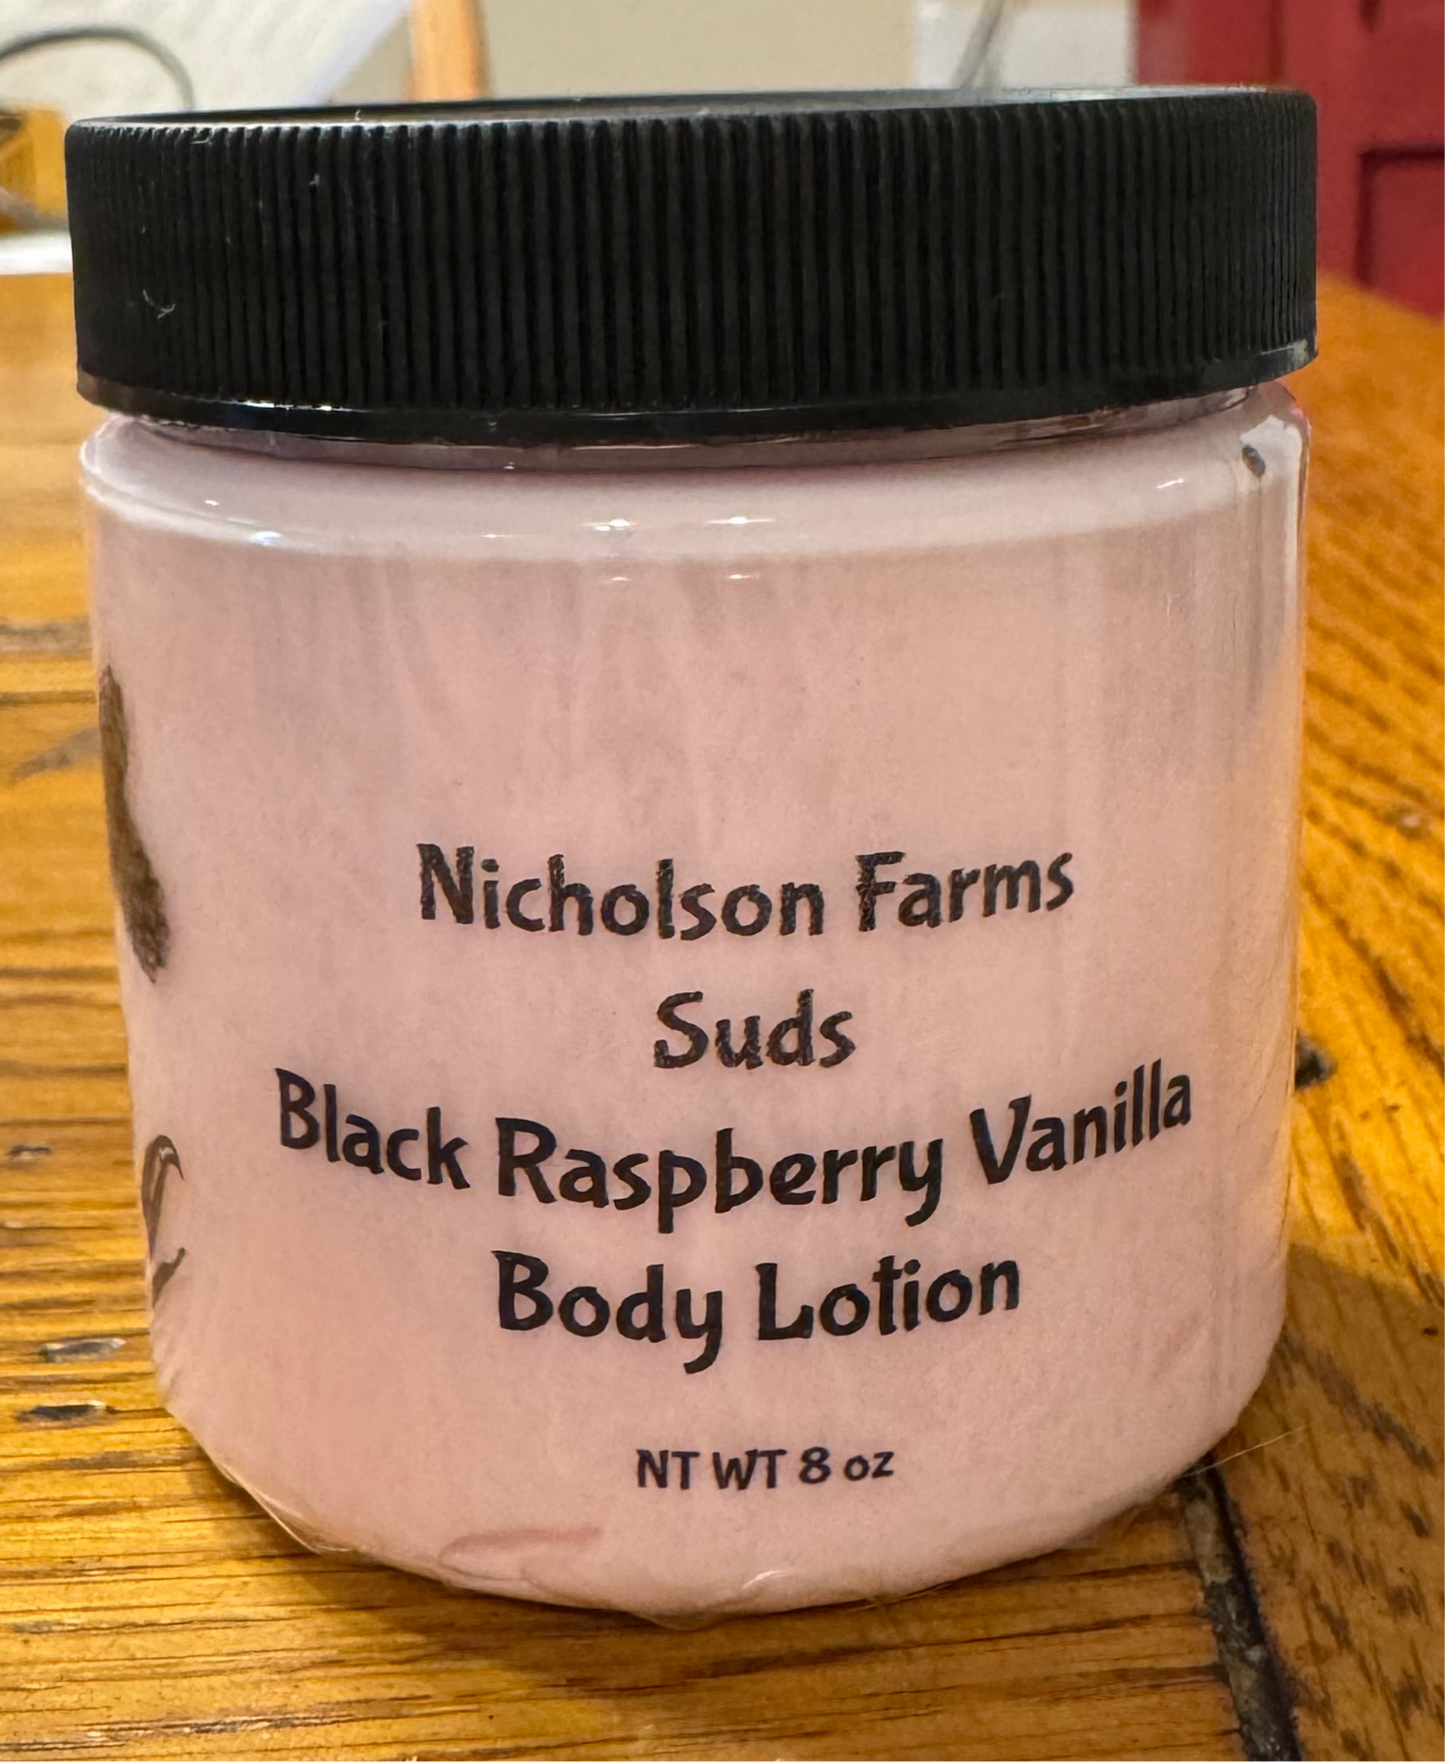 Nicholson Farms
Suds
Black Raspberry Vanilla
Body Lotion
NT WT 8 oz